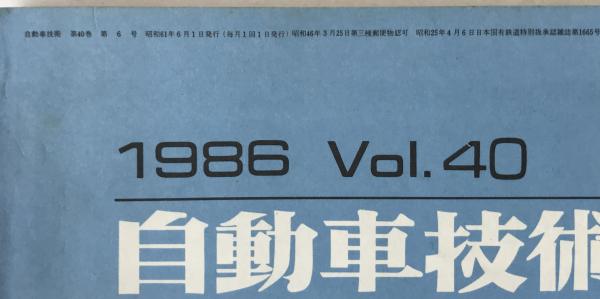 自動車技術 第40巻 第 6 号 昭和61年6月1日発行(毎月1回1日発行)昭和46年3月25日第三種郵便物認可 昭和25年4月6日日本国有鉄道特別扱承認雑誌第1665号
1986 Vol.40
自動車技術